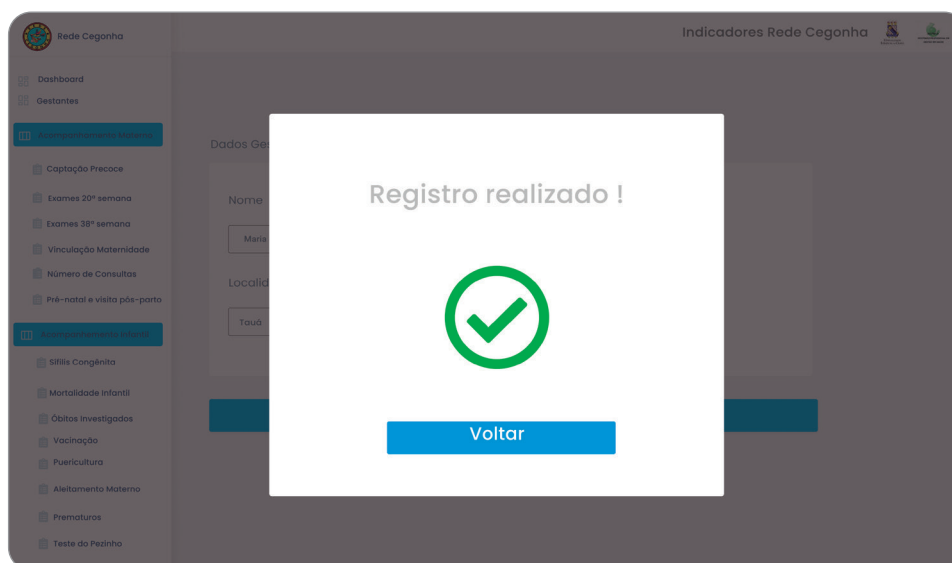 Rede Cegonha
Indicadores Rede Cegonha
Dashboard
Gestantes
Acompanhamento Materno
Captação Precoce
Exames 20ª semana
Exames 38ª semana
Vinculação Maternidade
Número de Consultas
Pré-natal e visita pós-parto
Acompanhamento Infantil
Sífilis Congênita
Mortalidade Infantil
Óbitos Investigados
Vacinação
Puericultura
Aleitamento Materno
Prematuros
Teste do Pezinho
Dados Ges
Nome
Maria
Localid
Tauá
Registro realizado !
Voltar